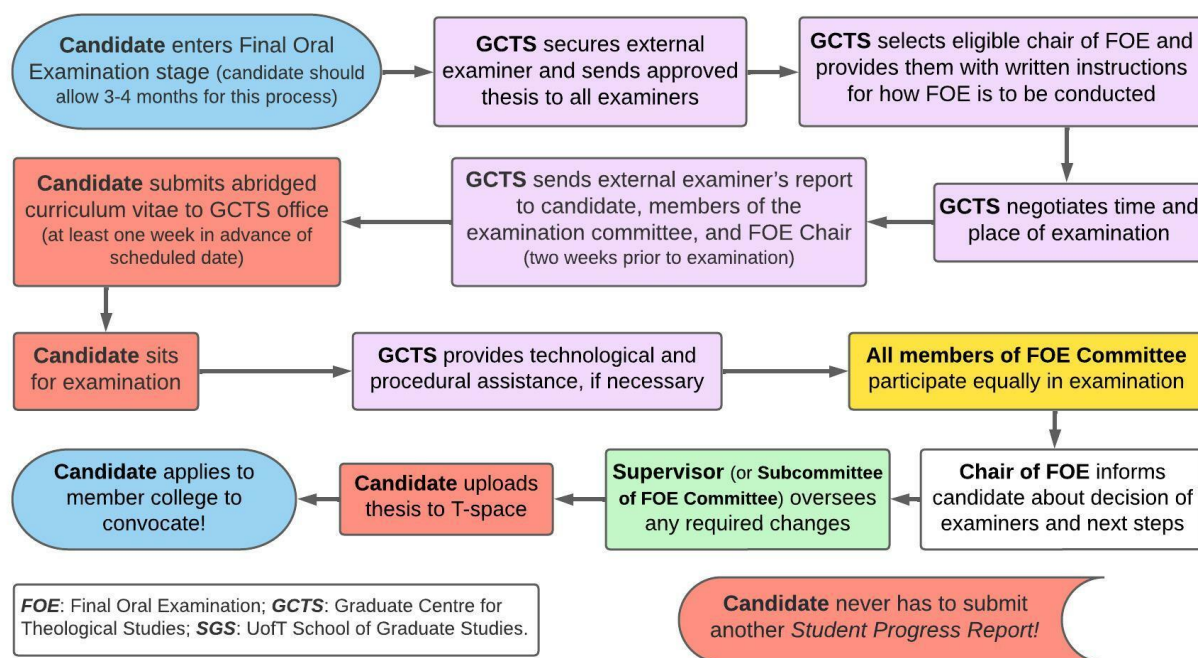 Candidate enters Final Oral
Examination stage (candidate should
allow 3-4 months for this process)
GCTS secures external
examiner and sends approved
thesis to all examiners
GCTS selects eligible chair of FOE and
provides them with written instructions
for how FOE is to be conducted
GCTS negotiates time and
place of examination
GCTS sends external examiner’s report
to candidate, members of the
examination committee, and FOE Chair
(two weeks prior to examination)
Candidate submits abridged
curriculum vitae to GCTS office
(at least one week in advance of
scheduled date)
Candidate sits
for examination
GCTS provides technological and
procedural assistance, if necessary
All members of FOE Committee
participate equally in examination
Chair of FOE informs
candidate about decision of
examiners and next steps
Supervisor (or Subcommittee
of FOE Committee) oversees
any required changes
Candidate uploads
thesis to T-space
Candidate applies to
member college to
convocate!
FOE: Final Oral Examination; GCTS: Graduate Centre for
Theological Studies; SGS: UofT School of Graduate Studies.
Candidate never has to submit
another Student Progress Report!